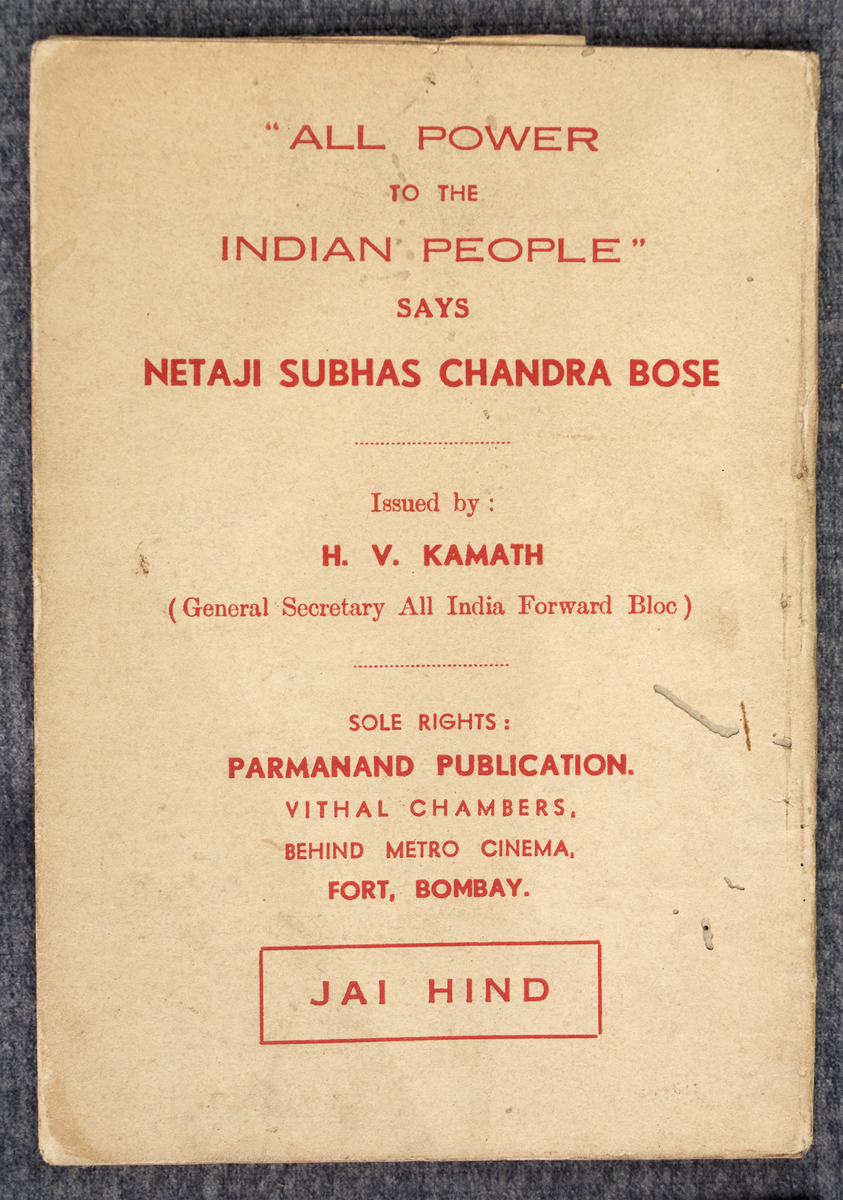 “ALL POWER
TO THE
INDIAN PEOPLE”
SAYS
NETAJI SUBHAS CHANDRA BOSE
Issued by :
H. V. KAMATH
( General Secretary All India Forward Bloc )
SOLE RIGHTS :
PARMANAND PUBLICATION.
VITHAL CHAMBERS,
BEHIND METRO CINEMA,
FORT, BOMBAY.
JAI HIND